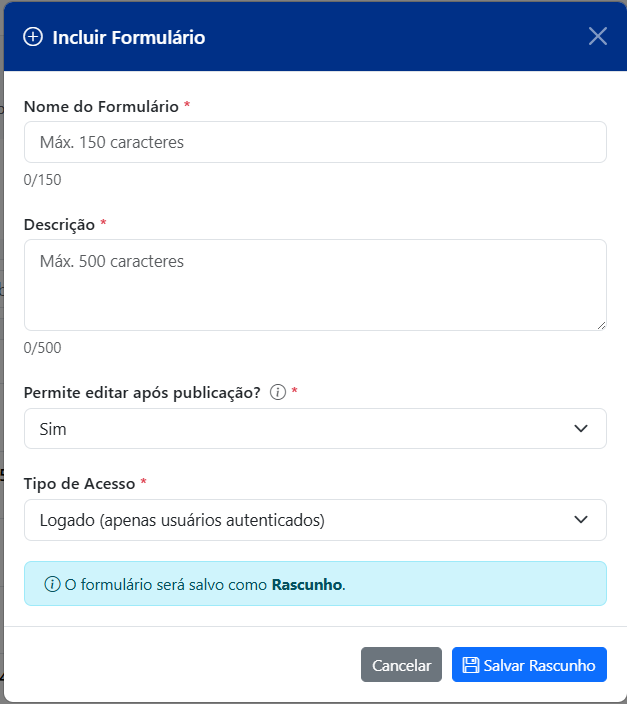 Incluir Formulário
Nome do Formulário *
Máx. 150 caracteres
0/150
Descrição *
Máx. 500 caracteres
0/500
Permite editar após publicação? *
Sim
Tipo de Acesso *
Logado (apenas usuários autenticados)
O formulário será salvo como Rascunho.
Cancelar
Salvar Rascunho